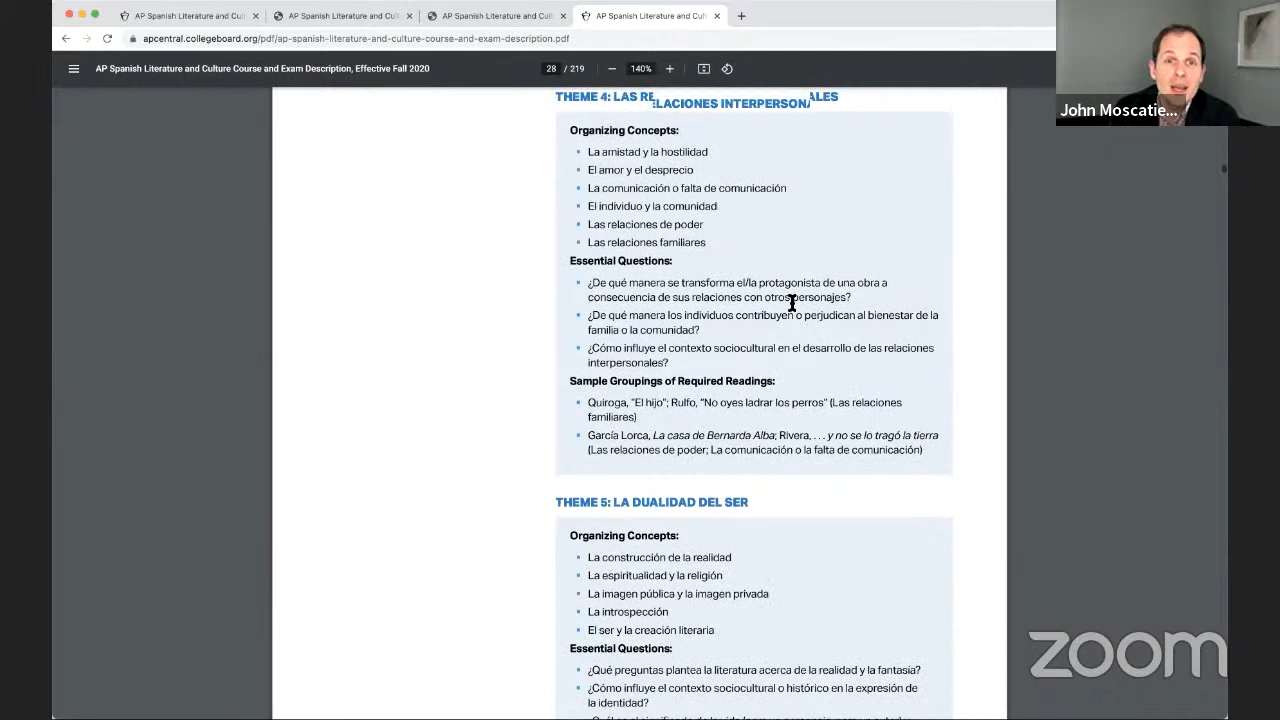 AP Spanish Literature and Cult
AP Spanish Literature and Cult
AP Spanish Literature and Cult
AP Spanish Literature and Cult
apcentral.collegeboard.org/pdf/ap-spanish-literature-and-culture-course-and-exam-description.pdf
AP Spanish Literature and Culture Course and Exam Description, Effective Fall 2020
28 / 219
140%
John Moscatie...
THEME 4: LAS RE ALES
ELACIONES INTERPERSONA
Organizing Concepts:
La amistad y la hostilidad
El amor y el desprecio
La comunicación o falta de comunicación
El individuo y la comunidad
Las relaciones de poder
Las relaciones familiares
Essential Questions:
¿De qué manera se transforma el/la protagonista de una obra a
consecuencia de sus relaciones con otros personajes?
¿De qué manera los individuos contribuyen o perjudican al bienestar de la
familia o la comunidad?
¿Cómo influye el contexto sociocultural en el desarrollo de las relaciones
interpersonales?
Sample Groupings of Required Readings:
Quiroga, "El hijo"; Rulfo, "No oyes ladrar los perros" (Las relaciones
familiares)
García Lorca, La casa de Bernarda Alba; Rivera, . . . y no se lo tragó la tierra
(Las relaciones de poder; La comunicación o la falta de comunicación)
THEME 5: LA DUALIDAD DEL SER
Organizing Concepts:
La construcción de la realidad
La espiritualidad y la religión
La imagen pública y la imagen privada
La introspección
El ser y la creación literaria
Essential Questions:
¿Qué preguntas plantea la literatura acerca de la realidad y la fantasía?
¿Cómo influye el contexto sociocultural o histórico en la expresión de
la identidad?
zoom